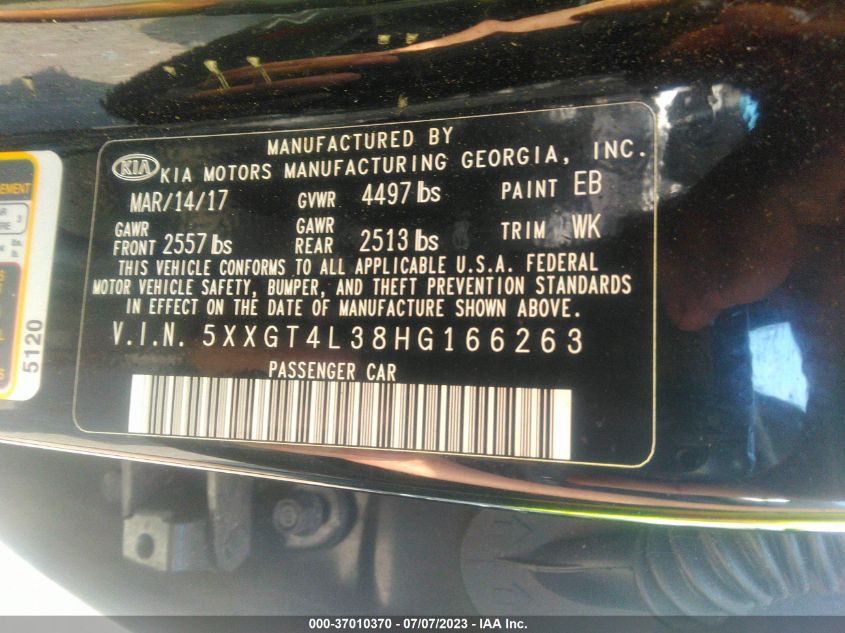 MANUFACTURED BY
KIA KIA MOTORS MANUFACTURING GEORGIA, INC.
MAR/14/17 GVWR 4497 lbs PAINT EB
GAWR FRONT 2557 lbs GAWR REAR 2513 lbs TRIM WK
THIS VEHICLE CONFORMS TO ALL APPLICABLE U.S.A. FEDERAL
MOTOR VEHICLE SAFETY, BUMPER, AND THEFT PREVENTION STANDARDS
IN EFFECT ON THE DATE OF MANUFACTURE SHOWN ABOVE.
V.I.N. 5XXGT4L38HG166263
PASSENGER CAR
5120
000-37010370 - 07/07/2023 - IAA Inc.